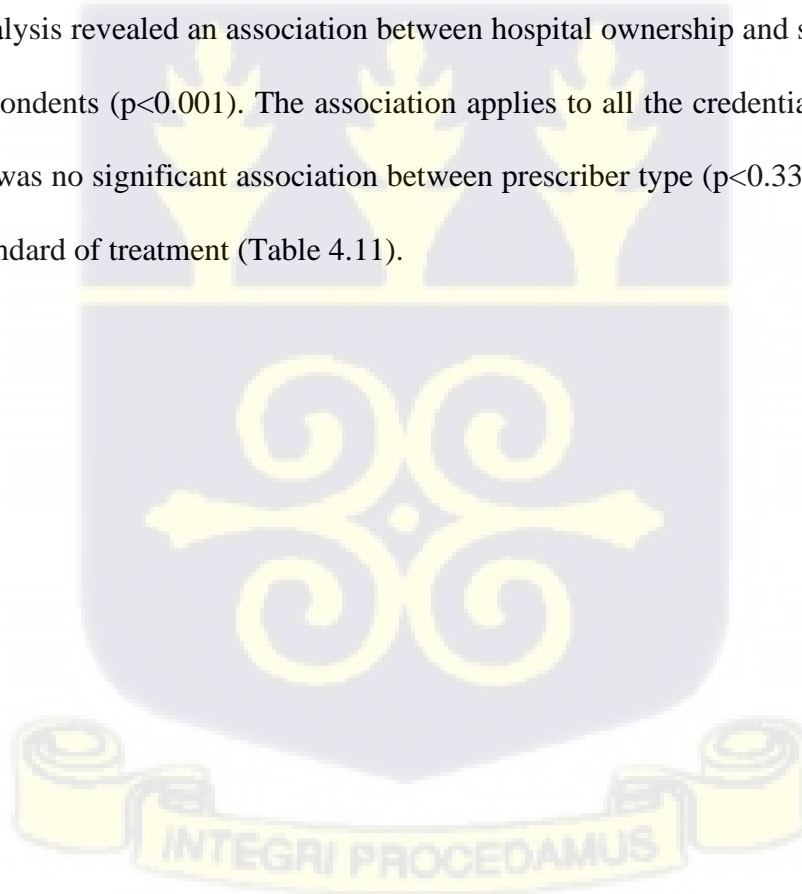 alysis revealed an association between hospital ownership and s
pondents (p<0.001). The association applies to all the credentia
was no significant association between prescriber type (p<0.33
ndard of treatment (Table 4.11).
INTEGRI PROCEDAMUS